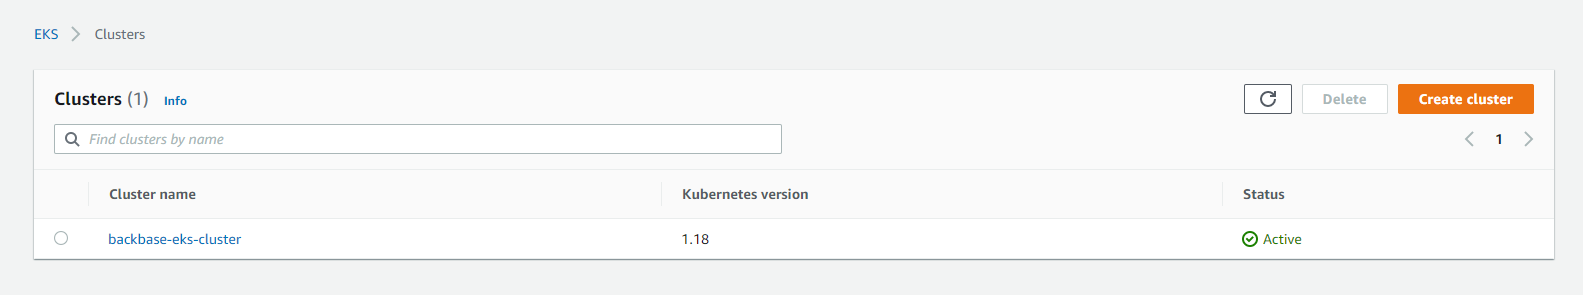 EKS > Clusters
Clusters (1) Info
Delete
Create cluster
Find clusters by name
1
Cluster name Kubernetes version Status
backbase-eks-cluster 1.18 Active